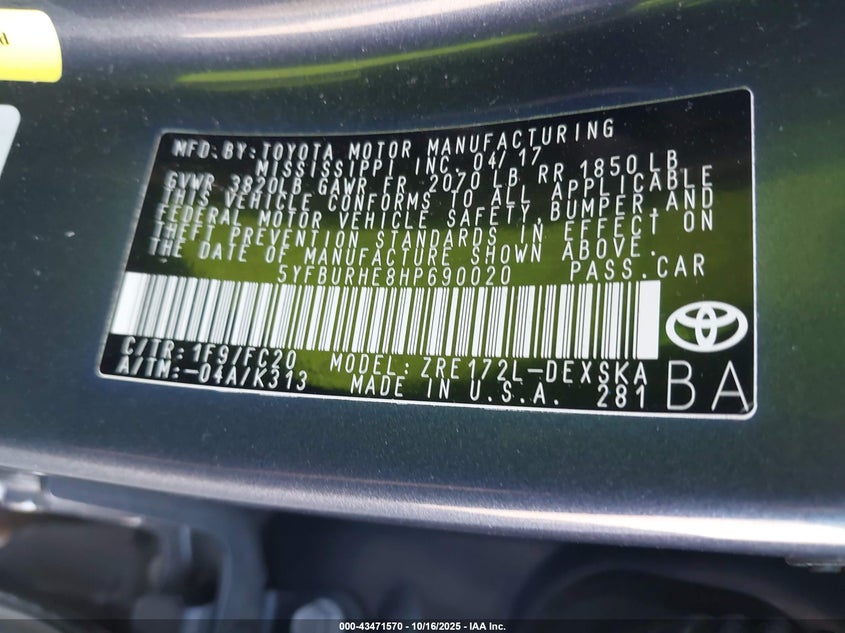 d
MFD. BY: TOYOTA MOTOR MANUFACTURING
MISSISSIPPI INC. 04/17
GVWR 3820LB GAWR FR 2070 LB RR 1850LB
THIS VEHICLE CONFORMS TO ALL APPLICABLE
FEDERAL MOTOR VEHICLE SAFETY, BUMPER, AND
THEFT PREVENTION STANDARDS IN EFFECT ON
THE DATE OF MANUFACTURE SHOWN ABOVE.
5YFBURHE8HP690020 PASS.CAR
C/TR: 1F9/FC20 MODEL: ZRE172L-DEXSKA
A/TM: -04A/K313 MADE IN U.S.A. 281
BA
000-43471570 | 10/16/2025 - IAA Inc.